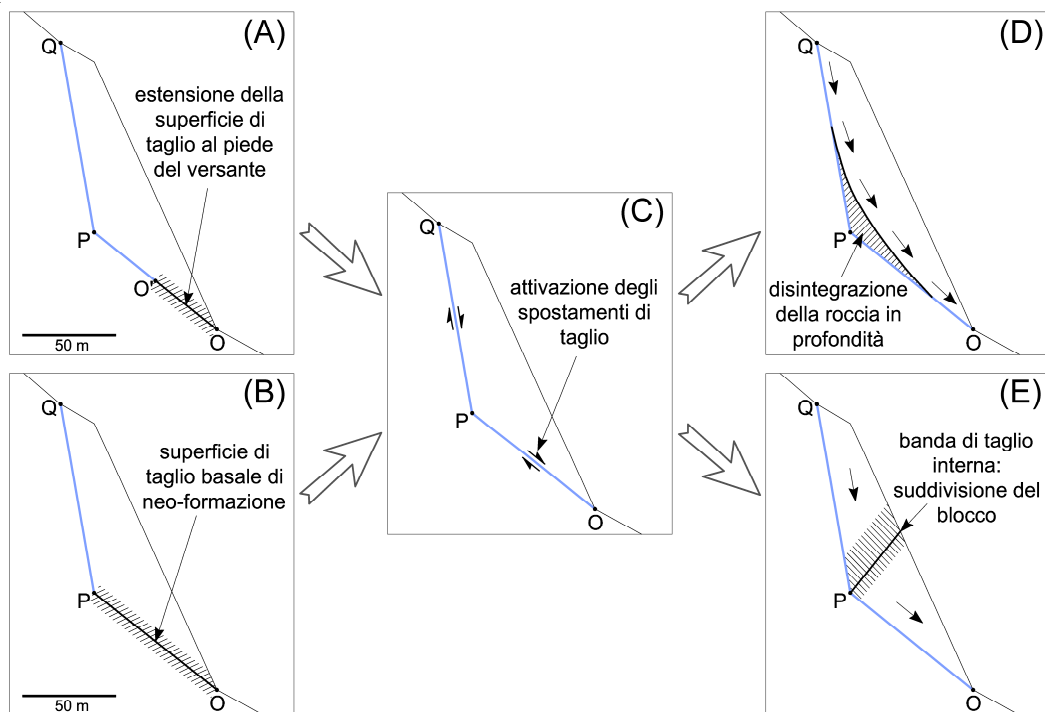 (A)
Q
estensione della
superficie di
taglio al piede
del versante
P
O'
O
50 m
(B)
Q
superficie di
taglio basale di
neo-formazione
P
O
50 m
(C)
Q
attivazione degli
spostamenti di
taglio
P
O
(D)
Q
P
disintegrazione
della roccia in
profondità
O
(E)
Q
banda di taglio
interna:
suddivisione del
blocco
P
O